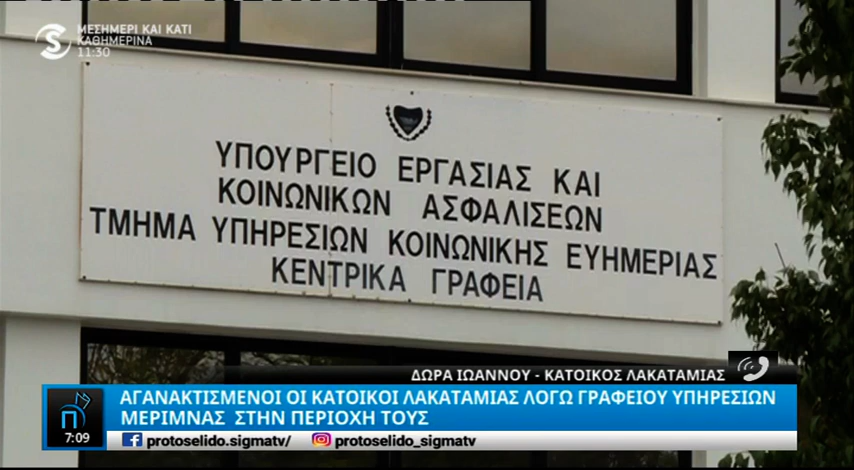 ΜΕΣΗΜΕΡΙ ΚΑΙ ΚΑΤΙ
ΚΑΘΗΜΕΡΙΝΑ
11:30
ΥΠΟΥΡΓΕΙΟ ΕΡΓΑΣΙΑΣ ΚΑΙ
ΚΟΙΝΩΝΙΚΩΝ ΑΣΦΑΛΙΣΕΩΝ
ΤΜΗΜΑ ΥΠΗΡΕΣΙΩΝ ΚΟΙΝΩΝΙΚΗΣ ΕΥΗΜΕΡΙΑΣ
ΚΕΝΤΡΙΚΑ ΓΡΑΦΕΙΑ
ΔΩΡΑ ΙΩΑΝΝΟΥ - ΚΑΤΟΙΚΟΣ ΛΑΚΑΤΑΜΙΑΣ
ΑΓΑΝΑΚΤΙΣΜΕΝΟΙ ΟΙ ΚΑΤΟΙΚΟΙ ΛΑΚΑΤΑΜΙΑΣ ΛΟΓΩ ΓΡΑΦΕΙΟΥ ΥΠΗΡΕΣΙΩΝ
ΜΕΡΙΜΝΑΣ ΣΤΗΝ ΠΕΡΙΟΧΗ ΤΟΥΣ
7:09
protoselido.sigmatv/ protoselido_sigmatv